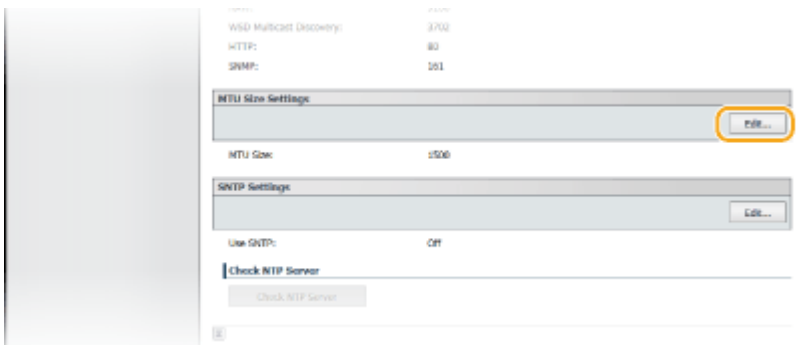 WSD Multicast Discovery: 3702
HTTP: 80
SNMP: 161
MTU Size Settings
Edit...
MTU Size: 1500
SNTP Settings
Edit...
Use SNTP: Off
Check NTP Server
Check NTP Server